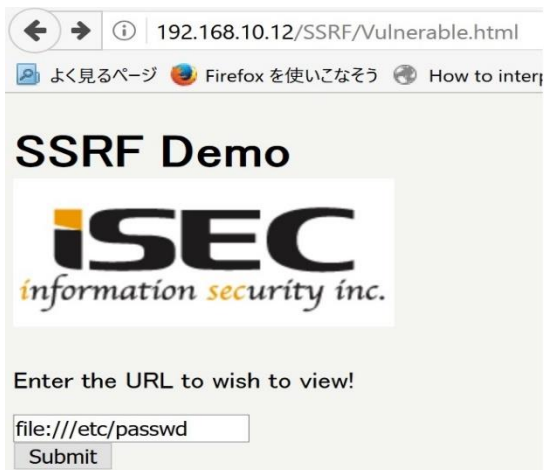 192.168.10.12/SSRF/Vulnerable.html
よく見るページ Firefox を使いこなそう How to interp
SSRF Demo
iSEC
information security inc.
Enter the URL to wish to view!
file:///etc/passwd
Submit